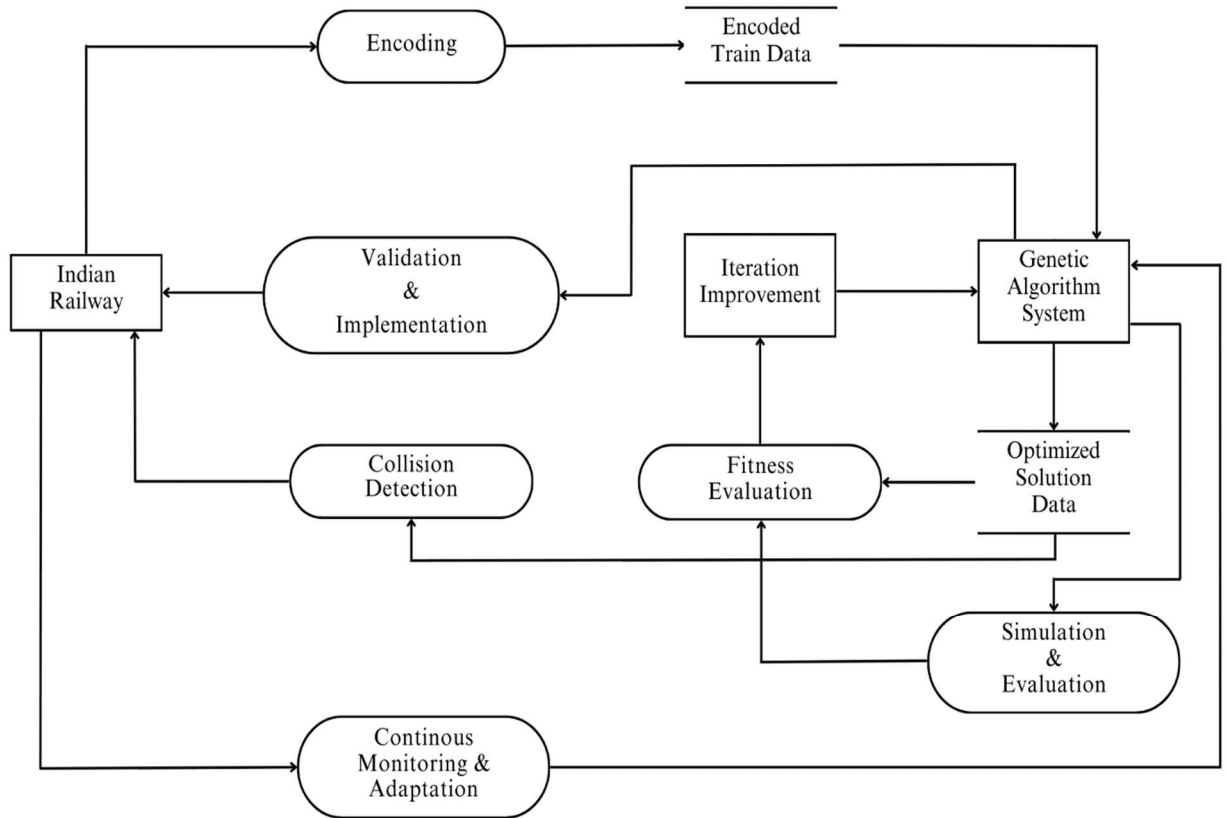 Encoding
Encoded
Train Data
Indian
Railway
Validation
&
Implementation
Iteration
Improvement
Genetic
Algorithm
System
Collision
Detection
Fitness
Evaluation
Optimized
Solution
Data
Simulation
&
Evaluation
Continous
Monitoring &
Adaptation